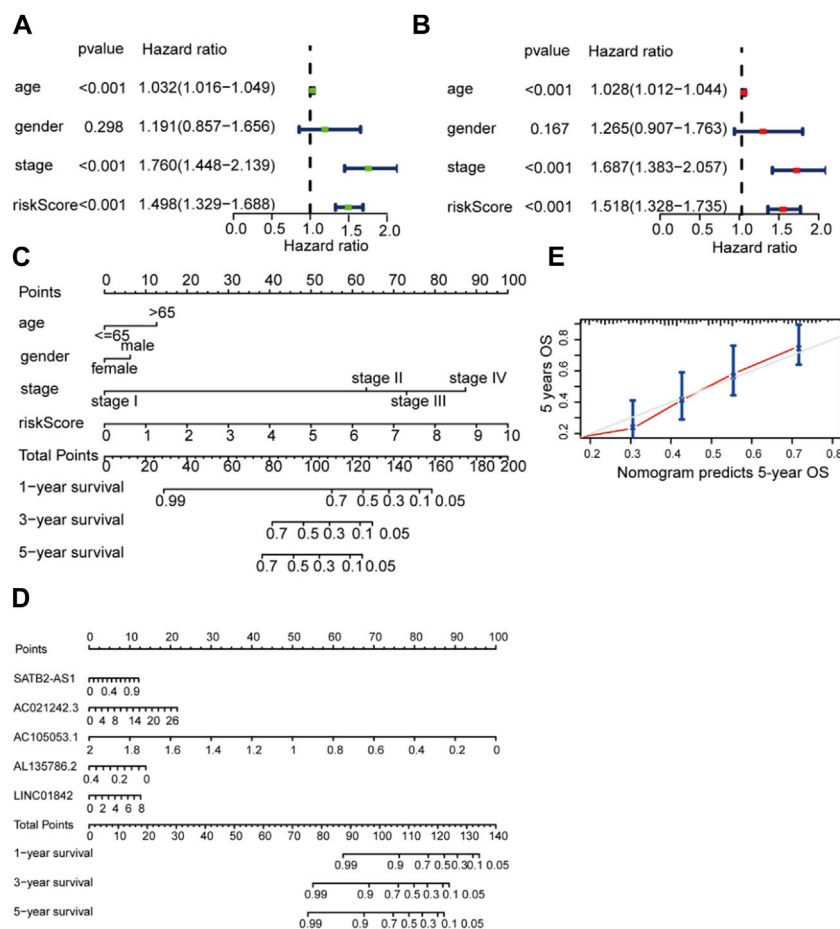 A
pvalue Hazard ratio
age <0.001 1.032(1.016−1.049)
gender 0.298 1.191(0.857−1.656)
stage <0.001 1.760(1.448−2.139)
riskScore <0.001 1.498(1.329−1.688)
0.0 1.0 2.0
Hazard ratio
B
pvalue Hazard ratio
age <0.001 1.028(1.012−1.044)
gender 0.167 1.265(0.907−1.763)
stage <0.001 1.687(1.383−2.057)
riskScore <0.001 1.518(1.328−1.735)
0.0 1.0 2.0
Hazard ratio
C
0 10 20 30 40 50 60 70 80 90 100
Points
>65
age
<=65
male
gender
female
stage II stage IV
stage
stage I stage III
riskScore
0 1 2 3 4 5 6 7 8 9 10
Total Points
0 20 40 60 80 100 120 140 160 180 200
1−year survival
0.99 0.7 0.5 0.3 0.1 0.05
3−year survival
0.7 0.5 0.3 0.1 0.05
5−year survival
0.7 0.5 0.3 0.1 0.05
E
5 years OS
0.8
0.6
0.4
0.2
0.2 0.3 0.4 0.5 0.6 0.7 0.8
Nomogram predicts 5-year OS
D
0 10 20 30 40 50 60 70 80 90 100
Points
SATB2-AS1
0 0.4 0.9
AC021242.3
0 4 8 14 20 26
AC105053.1
2 1.8 1.6 1.4 1.2 1 0.8 0.6 0.4 0.2 0
AL135786.2
0.4 0.2 0
LINC01842
0 2 4 6 8
Total Points
0 10 20 30 40 50 60 70 80 90 100 110 120 130 140
1-year survival
0.99 0.9 0.7 0.5 0.3 0.1 0.05
3-year survival
0.99 0.9 0.7 0.5 0.3 0.1 0.05
5-year survival
0.99 0.9 0.7 0.5 0.3 0.1 0.05